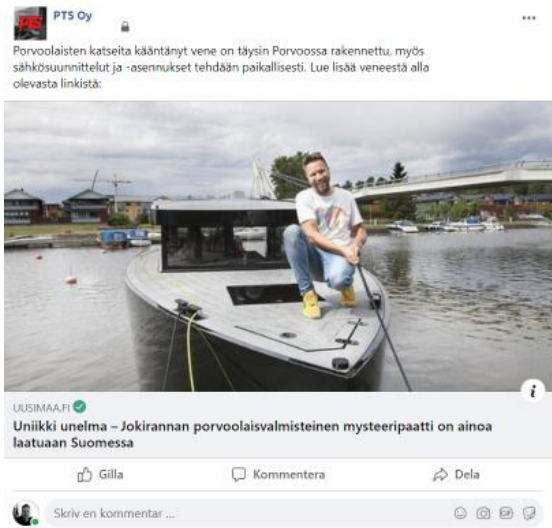 PTS Oy
Porvoolaisten katseita kääntänyt vene on täysin Porvoossa rakennettu, myös
sähkösuunnittelut ja -asennukset tehdään paikallisesti. Lue lisää veneestä alla
olevasta linkistä:
UUSIMAA.FI
Uniikki unelma – Jokirannan porvoolaisvalmisteinen mysteeripaatti on ainoa
laatuaan Suomessa
Gilla Kommentera Dela
Skriv en kommentar ...
GIF